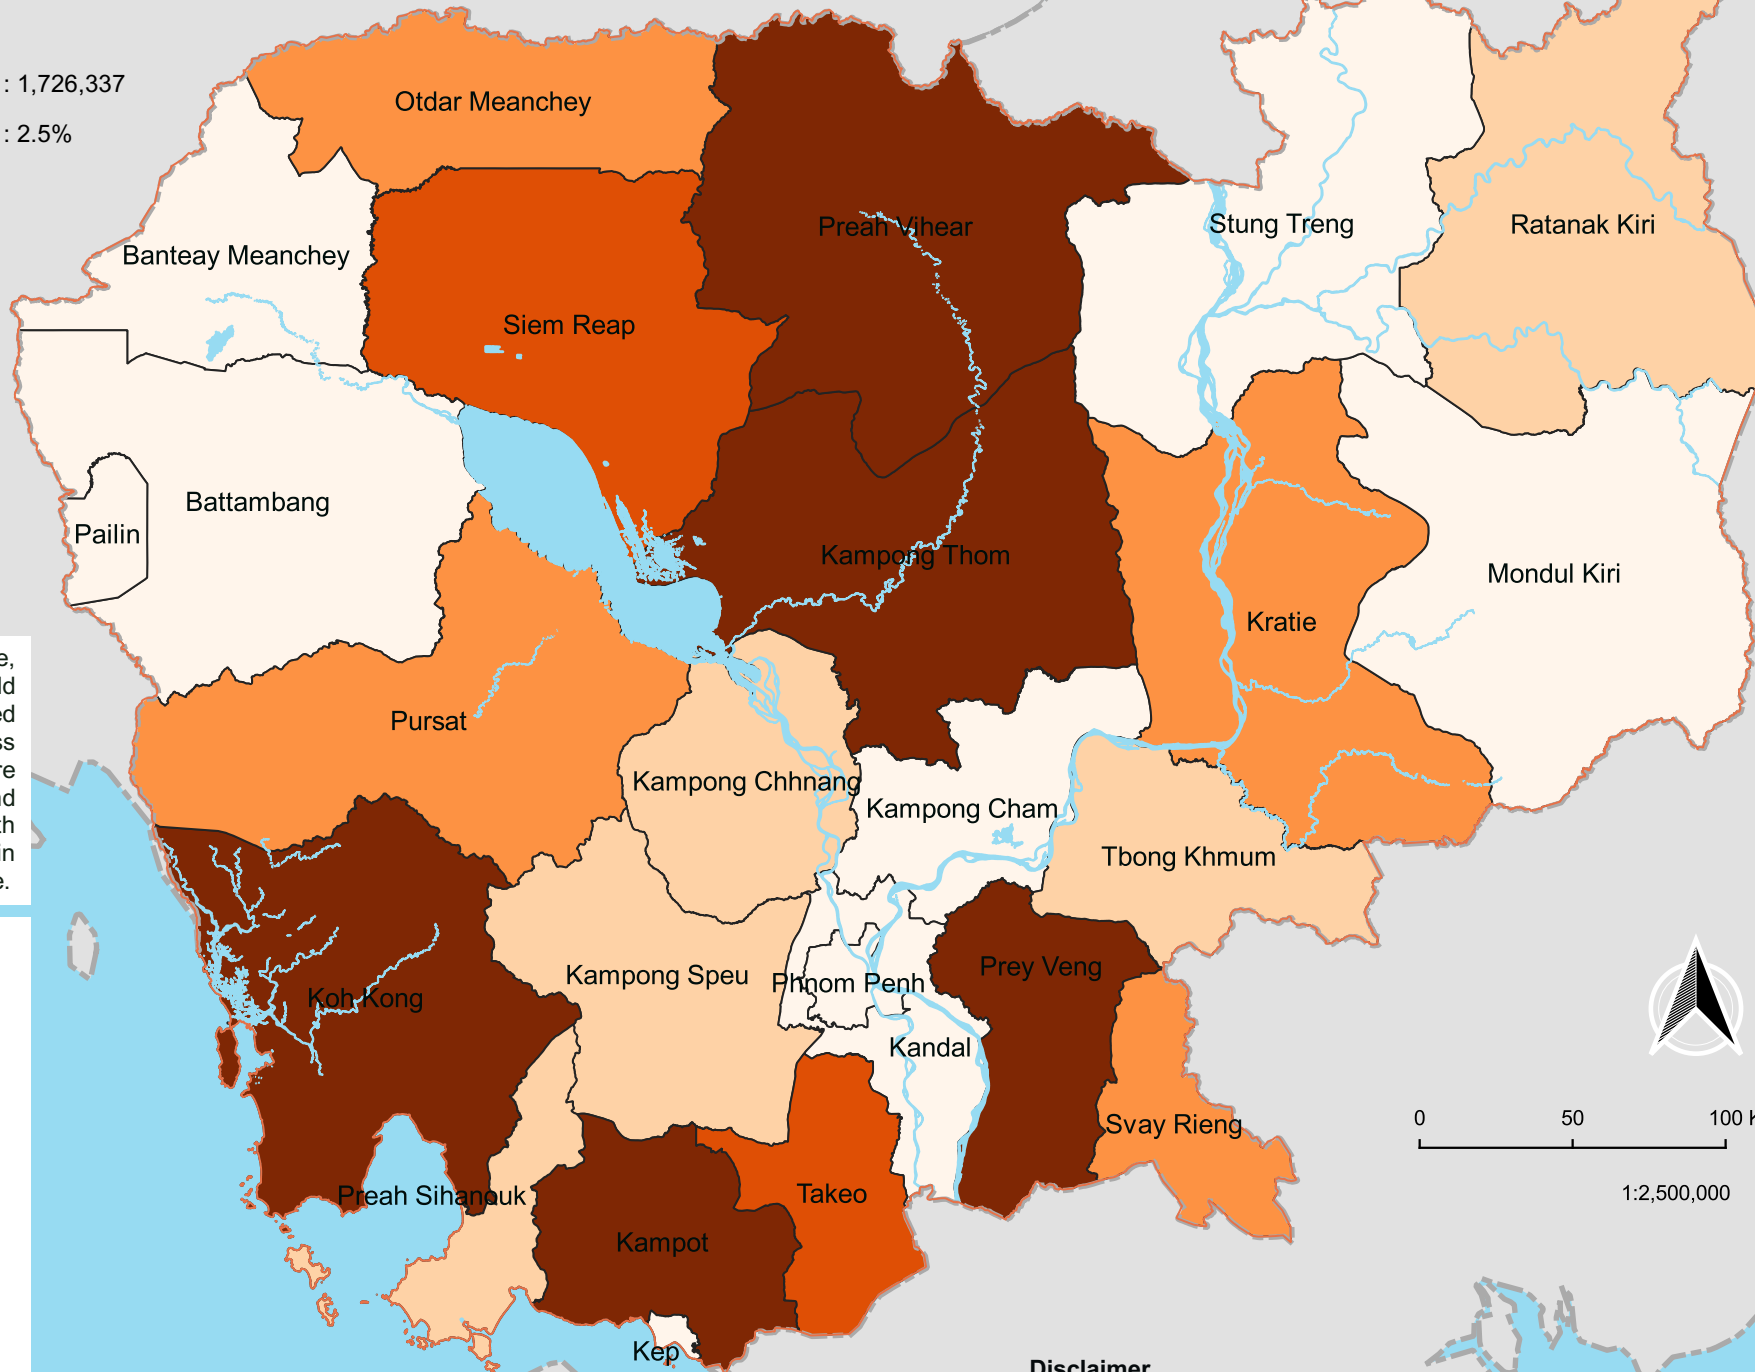 : 1,726,337
: 2.5%
Otdar Meanchey
Preah Vihear
Stung Treng
Ratanak Kiri
Banteay Meanchey
Siem Reap
Battambang
Pailin
Kampong Thom
Mondul Kiri
Kratie
Pursat
Kampong Chhnang
Kampong Cham
Tbong Khmum
Kampong Speu
Phnom Penh
Prey Veng
Koh Kong
Kandal
Svay Rieng
Preah Sihanouk
Takeo
Kampot
Kep
0 50 100
1:2,500,000
Disclaimer